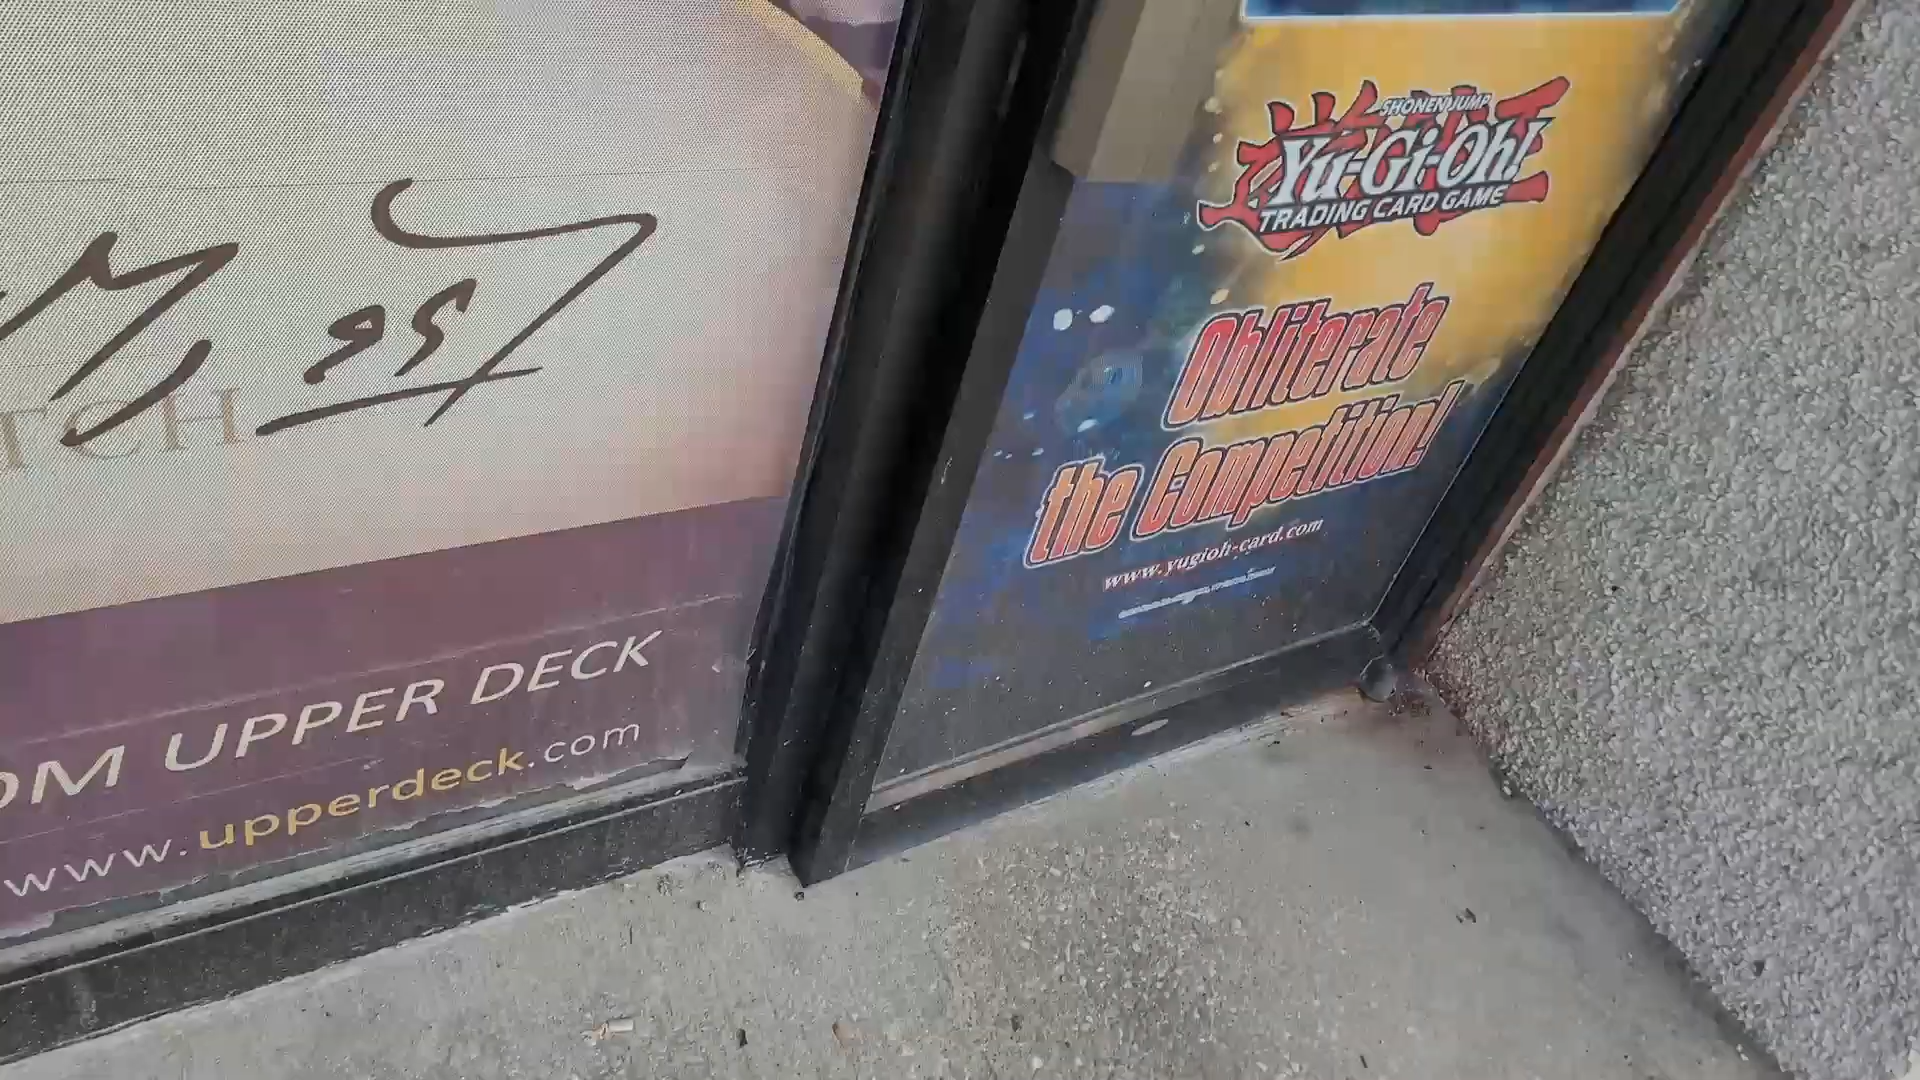 TCH
OM UPPER DECK
www.upperdeck.com
SHONEN JUMP
Yu-Gi-Oh!
TRADING CARD GAME
Obliterate
the Competition!
www.yugioh-card.com